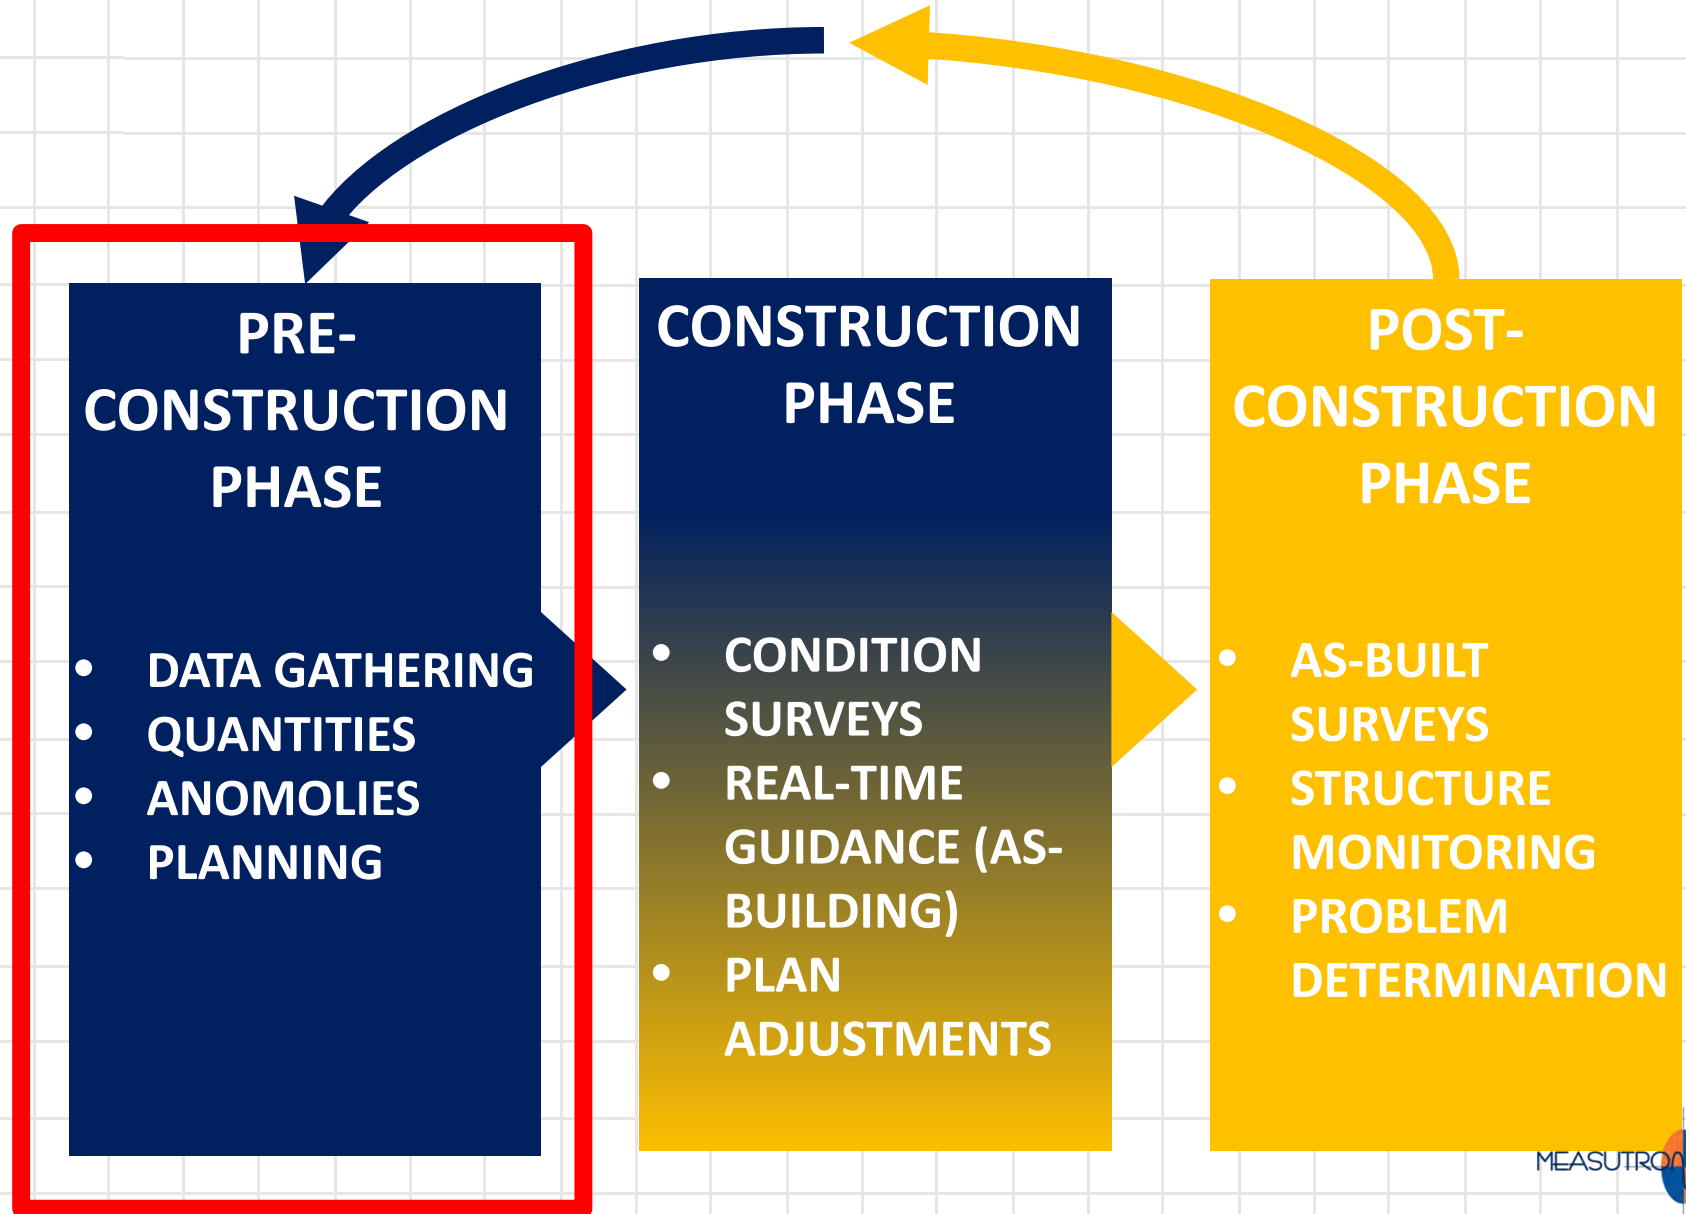 PRE-
CONSTRUCTION
PHASE
• DATA GATHERING
• QUANTITIES
• ANOMOLIES
• PLANNING
CONSTRUCTION
PHASE
• CONDITION
SURVEYS
• REAL-TIME
GUIDANCE (AS-
BUILDING)
• PLAN
ADJUSTMENTS
POST-
CONSTRUCTION
PHASE
• AS-BUILT
SURVEYS
• STRUCTURE
MONITORING
• PROBLEM
DETERMINATION